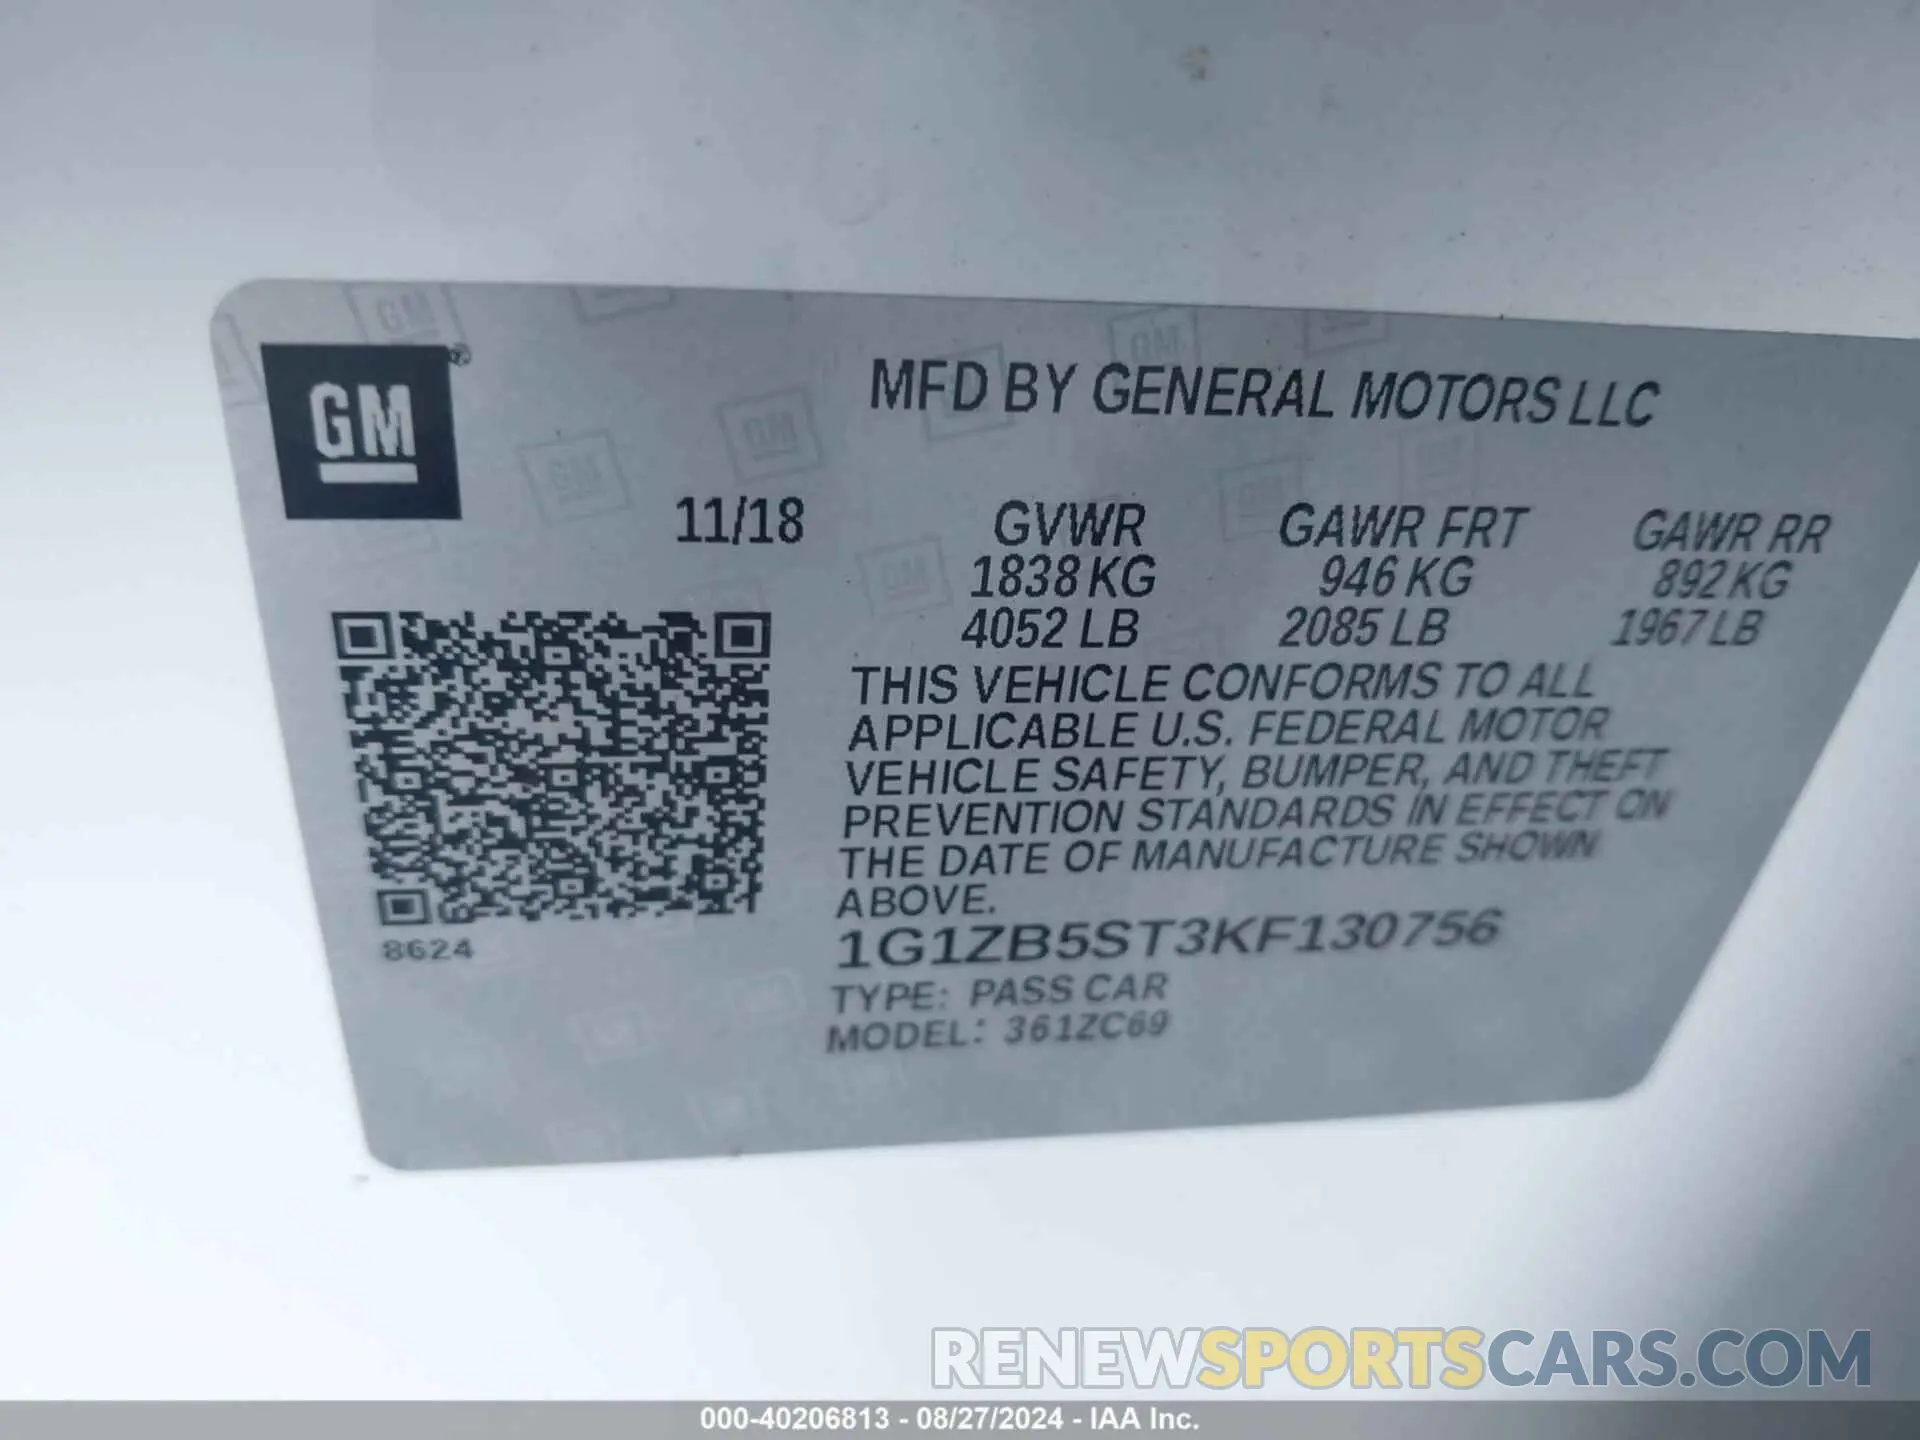 GM
MFD BY GENERAL MOTORS LLC
11/18 GVWR GAWR FRT GAWR RR
1838 KG 946 KG 892 KG
4052 LB 2085 LB 1967 LB
THIS VEHICLE CONFORMS TO ALL
APPLICABLE U.S. FEDERAL MOTOR
VEHICLE SAFETY, BUMPER, AND THEFT
PREVENTION STANDARDS IN EFFECT ON
THE DATE OF MANUFACTURE SHOWN
ABOVE.
8624
1G1ZB5ST3KF130756
TYPE: PASS CAR
MODEL: 361ZC69
RENEWSPORTSCARS.COM
000-40206813 - 08/27/2024 - IAA Inc.